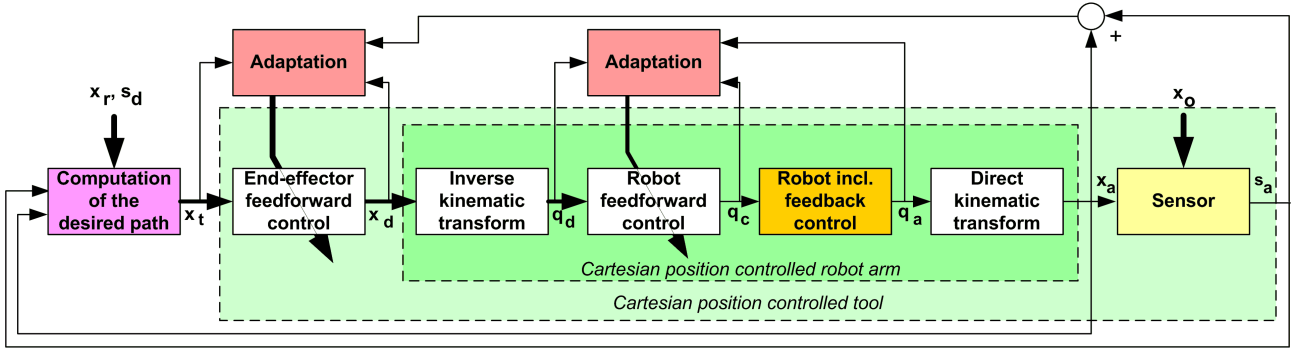 +
Adaptation
Adaptation
x r, s d
x o
Computation
of the
desired path
x t
End-effector
feedforward
control
x d
Inverse
kinematic
transform
q d
Robot
feedforward
control
q c
Robot incl.
feedback
control
q a
Direct
kinematic
transform
x a
Sensor
s a
Cartesian position controlled robot arm
Cartesian position controlled tool